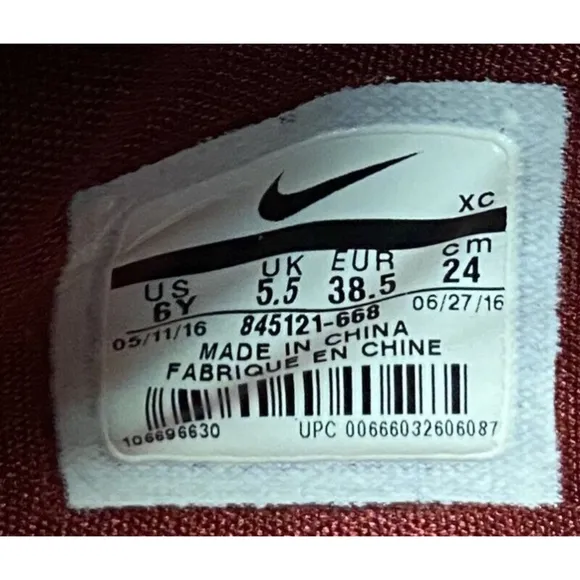 XC
US UK EUR cm
6Y 5.5 38.5 24
05/11/16 845121-668 06/27/16
MADE IN CHINA
FABRIQUE EN CHINE
106696630 UPC 00666032606087